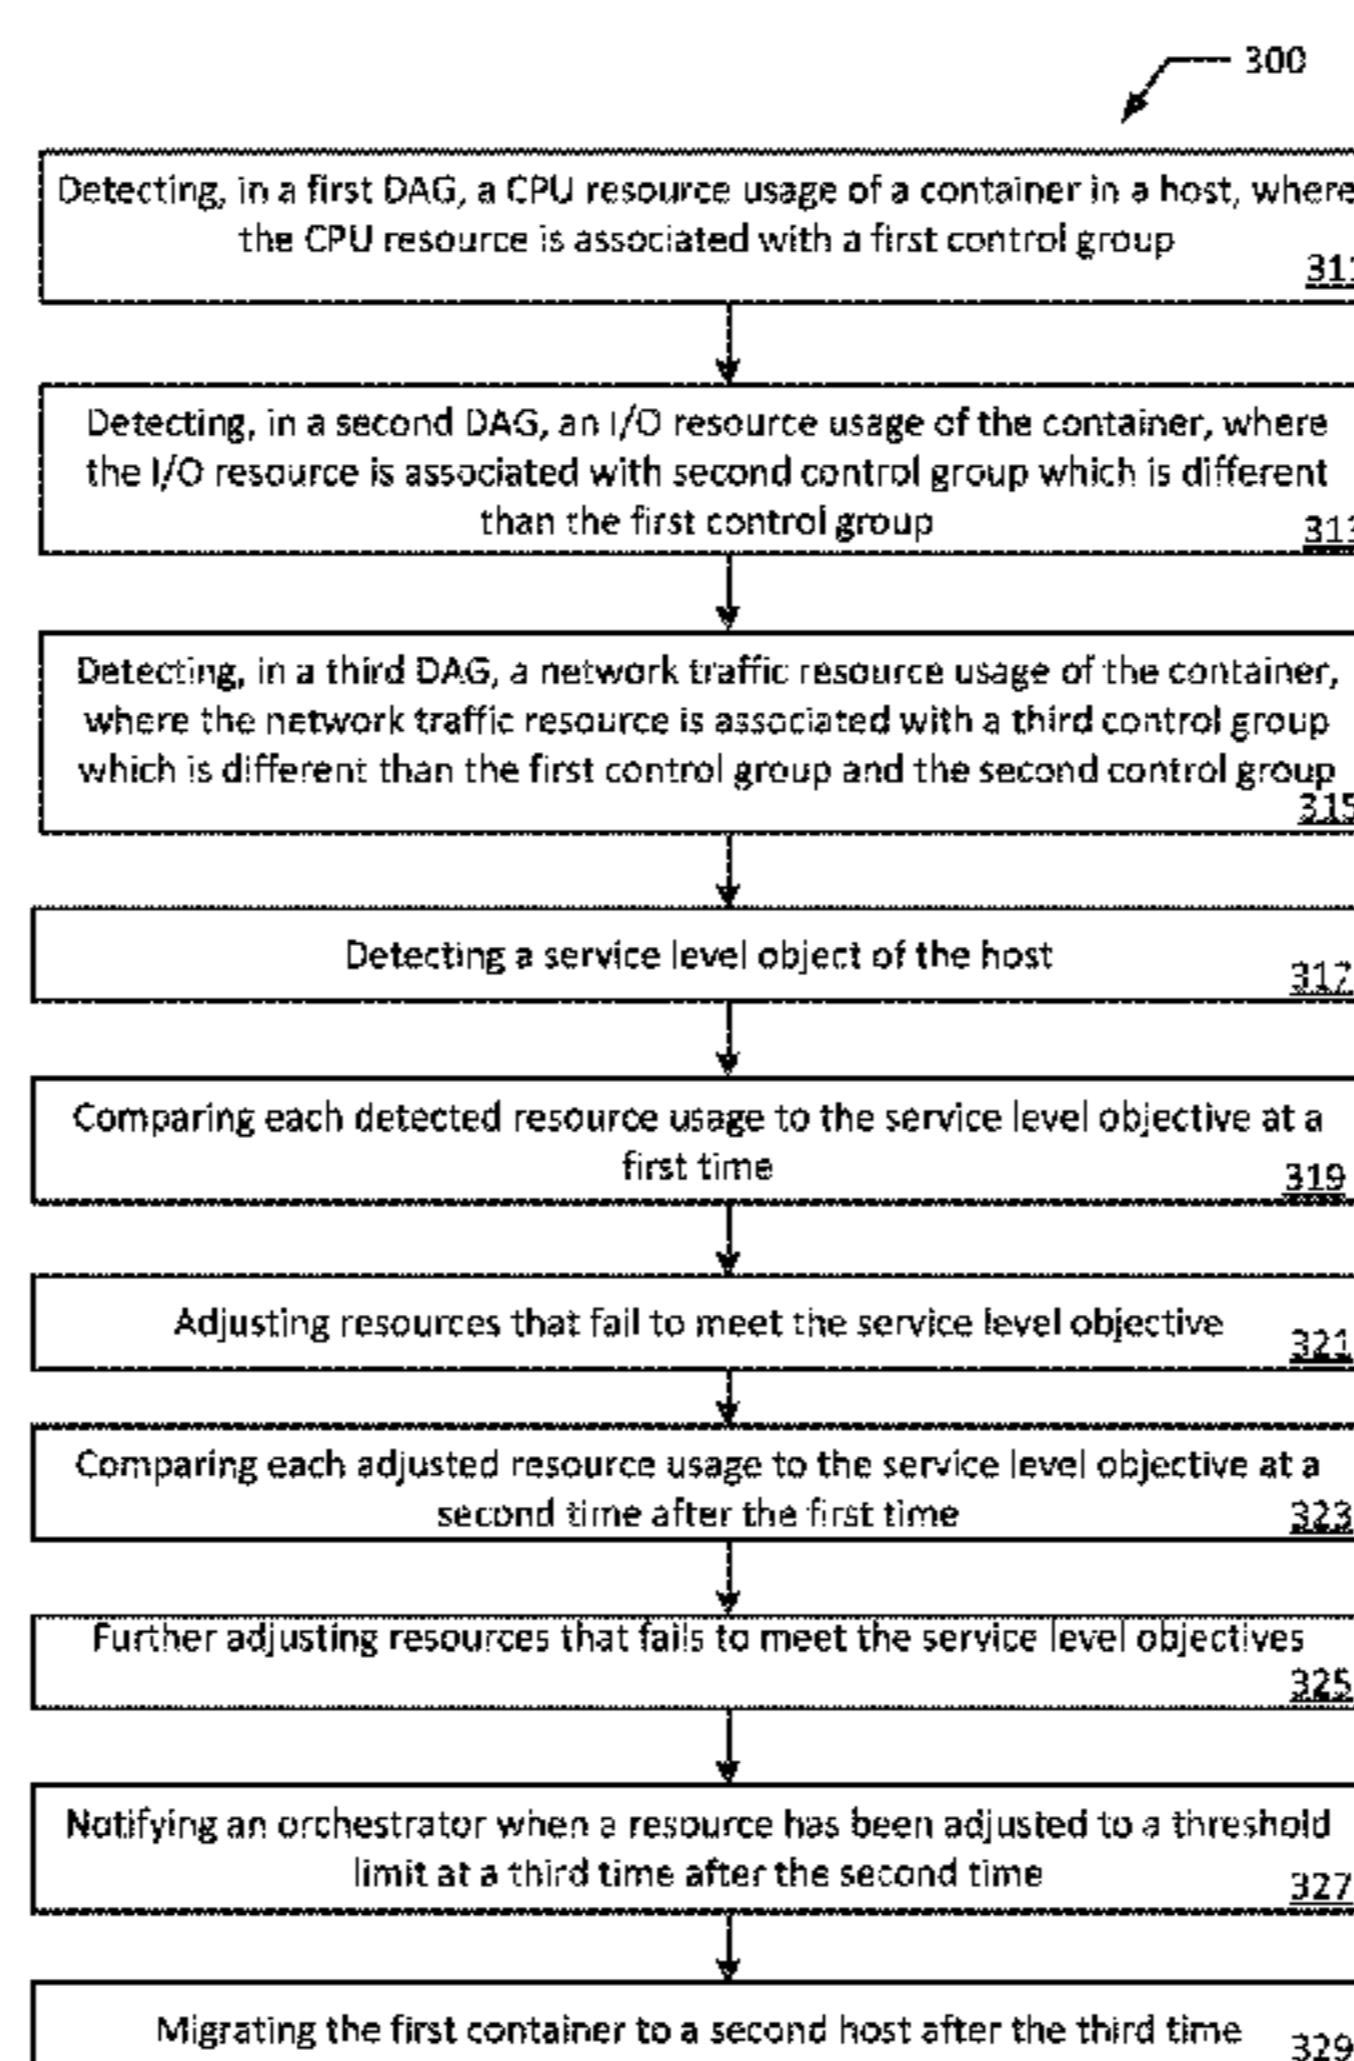 300
Detecting, in a first DAG, a CPU resource usage of a container in a host, where
the CPU resource is associated with a first control group
311
Detecting, in a second DAG, an I/O resource usage of the container, where
the I/O resource is associated with second control group which is different
than the first control group
313
Detecting, in a third DAG, a network traffic resource usage of the container,
where the network traffic resource is associated with a third control group
which is different than the first control group and the second control group
315
Detecting a service level object of the host
317
Comparing each detected resource usage to the service level objective at a
first time
319
Adjusting resources that fail to meet the service level objective
321
Comparing each adjusted resource usage to the service level objective at a
second time after the first time
323
Further adjusting resources that fails to meet the service level objectives
325
Notifying an orchestrator when a resource has been adjusted to a threshold
limit at a third time after the second time
327
Migrating the first container to a second host after the third time
329